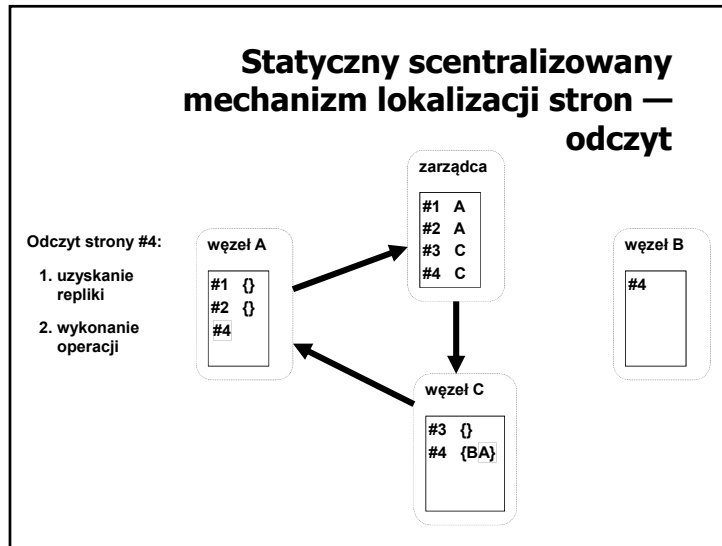 Statyczny scentralizowany
mechanizm lokalizacji stron —
odczyt
zarządca
#1 A
#2 A
#3 C
#4 C
Odczyt strony #4:
1. uzyskanie
repliki
2. wykonanie
operacji
węzeł A
#1 {}
#2 {}
#4
węzeł B
#4
węzeł C
#3 {}
#4 {BA}